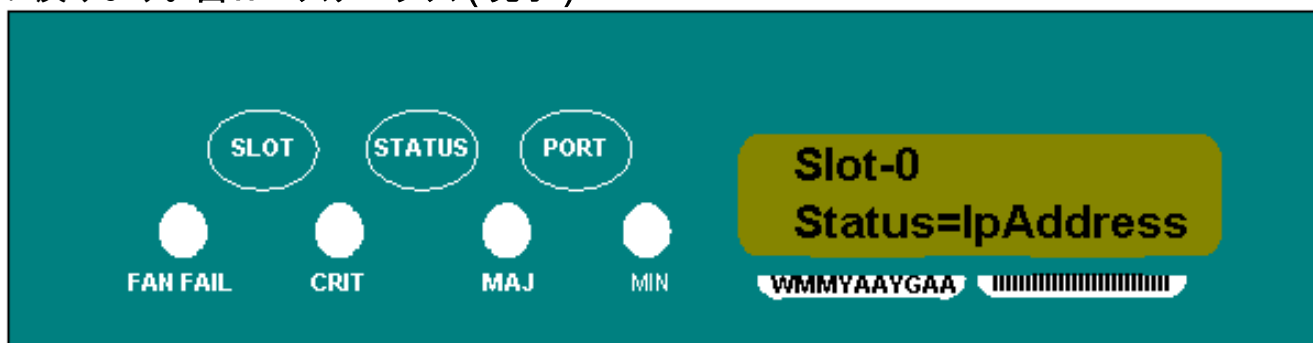 SLOT STATUS PORT
Slot-0
Status=IpAddress
FAN FAIL CRIT MAJ MIN
WMMYAAYGAA